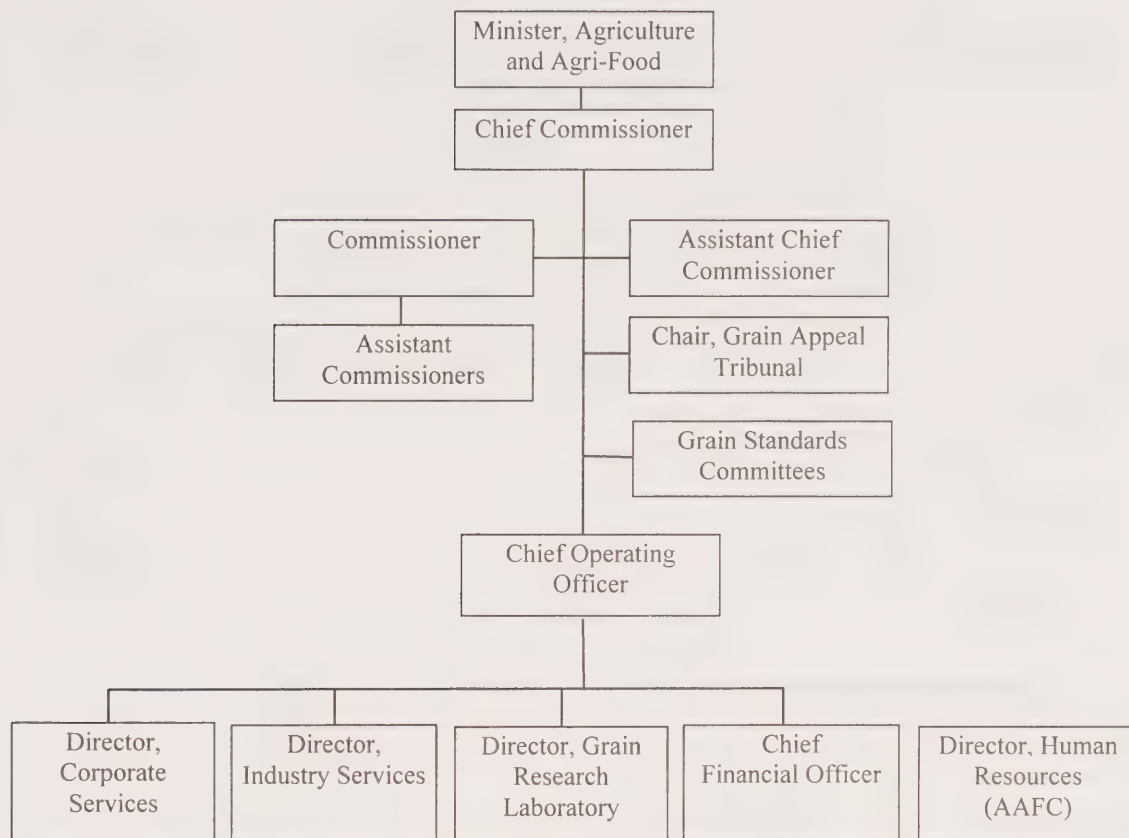 Minister, Agriculture
and Agri-Food
Chief Commissioner
Commissioner
Assistant Chief
Commissioner
Assistant
Commissioners
Chair, Grain Appeal
Tribunal
Grain Standards
Committees
Chief Operating
Officer
Director,
Corporate
Services
Director,
Industry Services
Director, Grain
Research
Laboratory
Chief
Financial Officer
Director, Human
Resources
(AAFC)